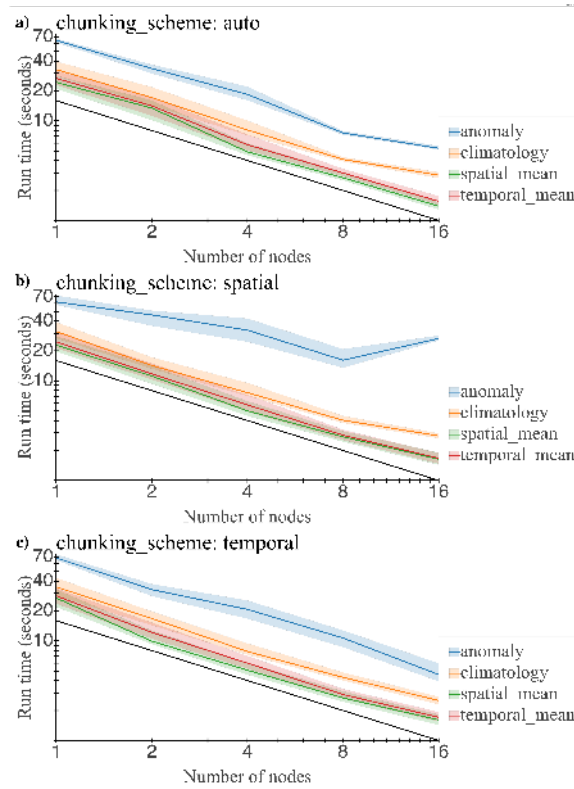 a) chunking_scheme: auto
70
40
20
10
Run time (seconds)
1
2
4
8
16
Number of nodes
anomaly
climatology
spatial_mean
temporal_mean
b) chunking_scheme: spatial
70
40
20
10
Run time (seconds)
1
2
4
8
16
Number of nodes
anomaly
climatology
spatial_mean
temporal_mean
c) chunking_scheme: temporal
70
40
20
10
Run time (seconds)
1
2
4
8
16
Number of nodes
anomaly
climatology
spatial_mean
temporal_mean